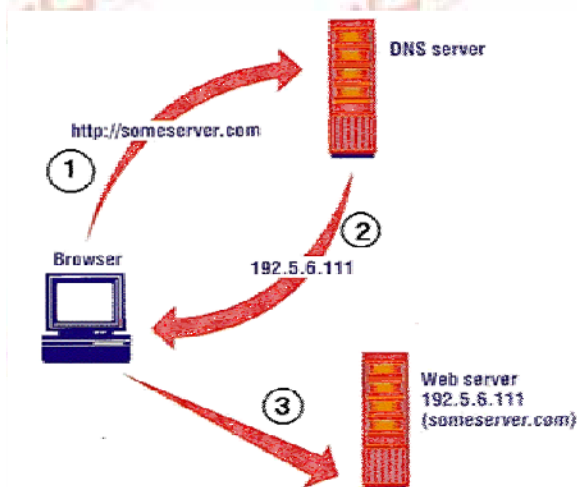 DNS server
http://someserver.com
1
2
Browser
192.5.6.111
3
Web server
192.5.6.111
(someserver.com)